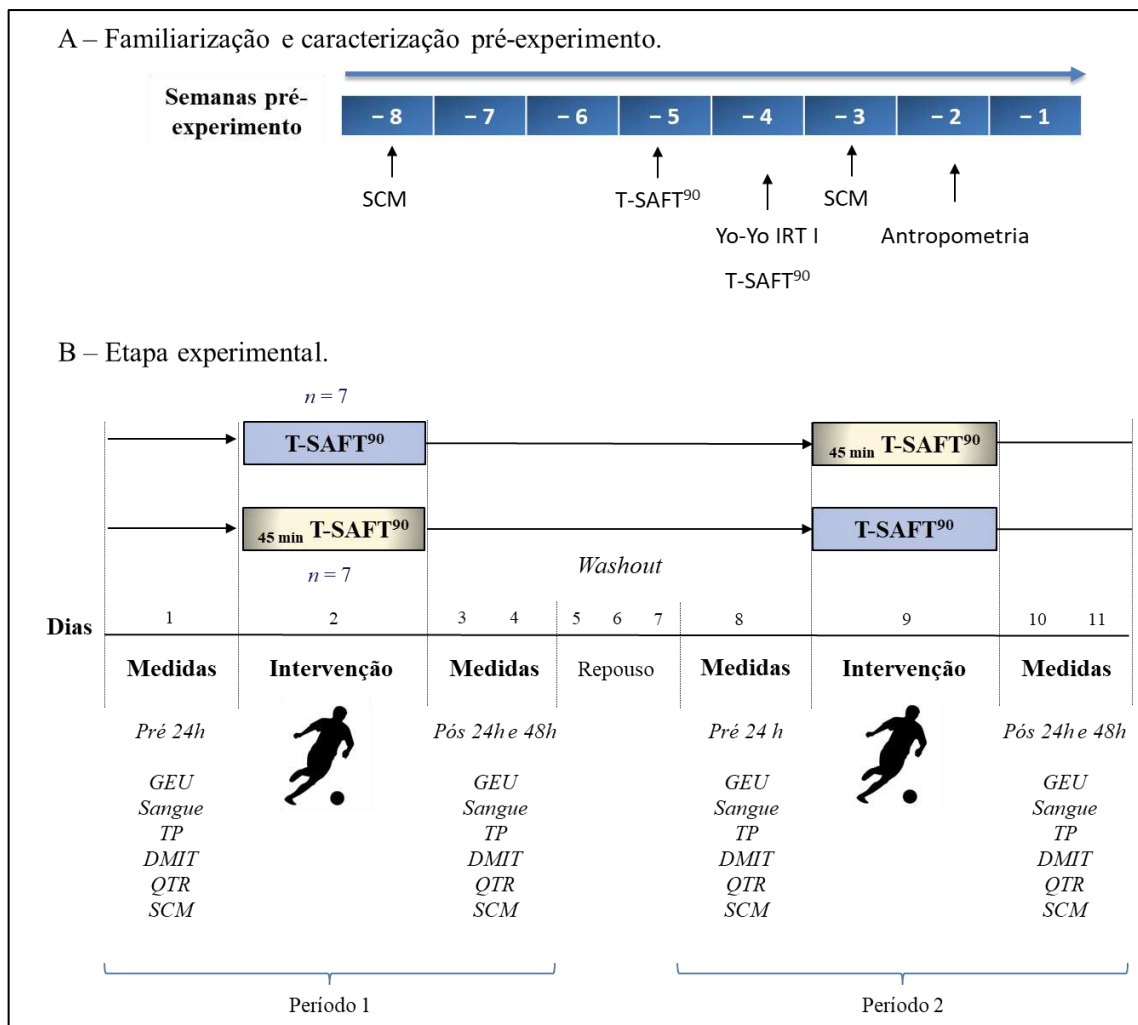 A – Familiarização e caracterização pré-experimento.
Semanas pré-
experimento
– 8 – 7 – 6 – 5 – 4 – 3 – 2 – 1
SCM T-SAFT⁹⁰ SCM
Yo-Yo IRT I Antropometria
T-SAFT⁹⁰
B – Etapa experimental.
n = 7
T-SAFT⁹⁰ 45 min T-SAFT⁹⁰
45 min T-SAFT⁹⁰ T-SAFT⁹⁰
n = 7 Washout
Dias 1 2 3 4 5 6 7 8 9 10 11
Medidas Intervenção Medidas Repouso Medidas Intervenção Medidas
Pré 24h Pós 24h e 48h Pré 24 h Pós 24h e 48h
GEU GEU GEU GEU
Sangue Sangue Sangue Sangue
TP TP TP TP
DMIT DMIT DMIT DMIT
QTR QTR QTR QTR
SCM SCM SCM SCM
Período 1 Período 2